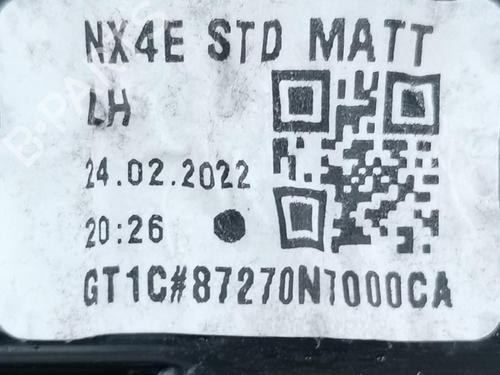 NX4E STD MATT
LH
24.02.2022
20:26
GT1C#87270N7000CA